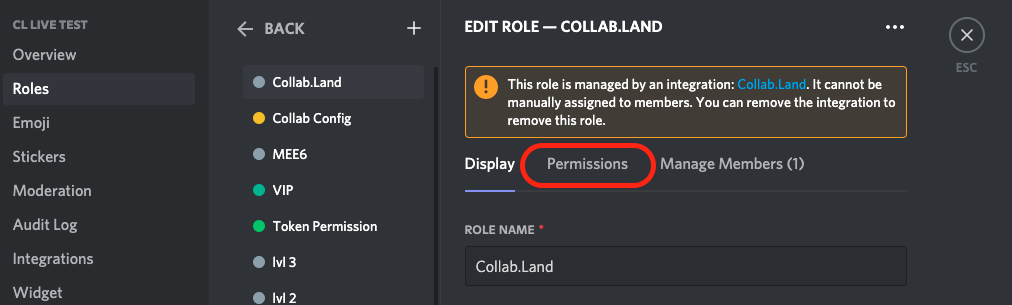 CL LIVE TEST
Overview
Roles
Emoji
Stickers
Moderation
Audit Log
Integrations
Widget
BACK
Collab.Land
Collab Config
MEE6
VIP
Token Permission
lvl 3
lvl 2
EDIT ROLE — COLLAB.LAND
This role is managed by an integration: Collab.Land. It cannot be
manually assigned to members. You can remove the integration to
remove this role.
Display Permissions Manage Members (1)
ROLE NAME *
Collab.Land
ESC